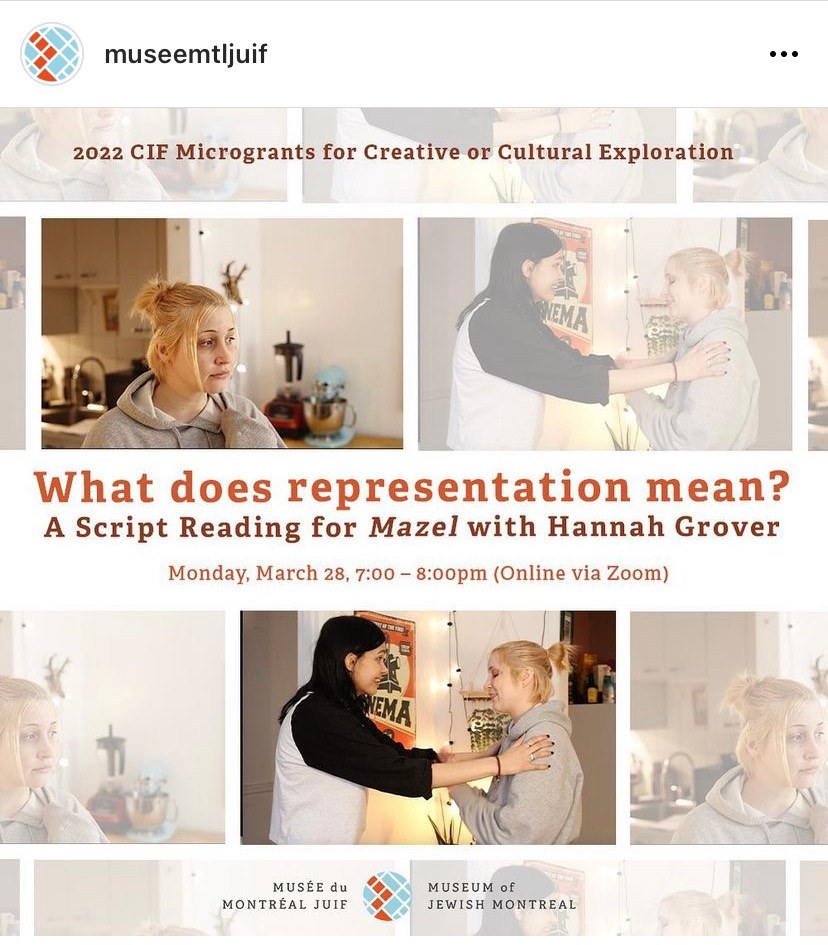 museemtljuif
2022 CIF Microgrants for Creative or Cultural Exploration
NEMA
What does representation mean?
A Script Reading for Mazel with Hannah Grover
Monday, March 28, 7:00 – 8:00pm (Online via Zoom)
NEMA
MUSÉE du
MONTRÉAL JUIF
MUSEUM of
JEWISH MONTREAL